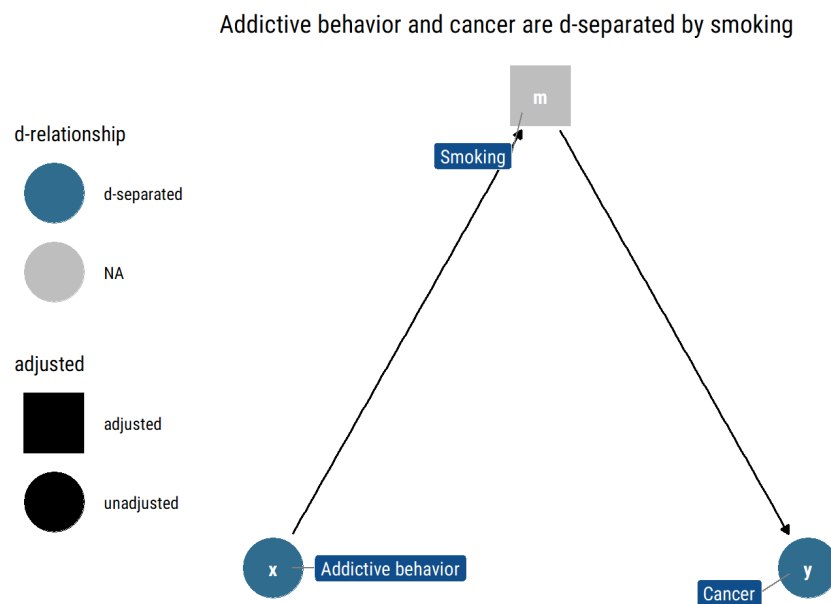 Addictive behavior and cancer are d-separated by smoking
d-relationship
d-separated
NA
adjusted
adjusted
unadjusted
m
Smoking
x
Addictive behavior
y
Cancer